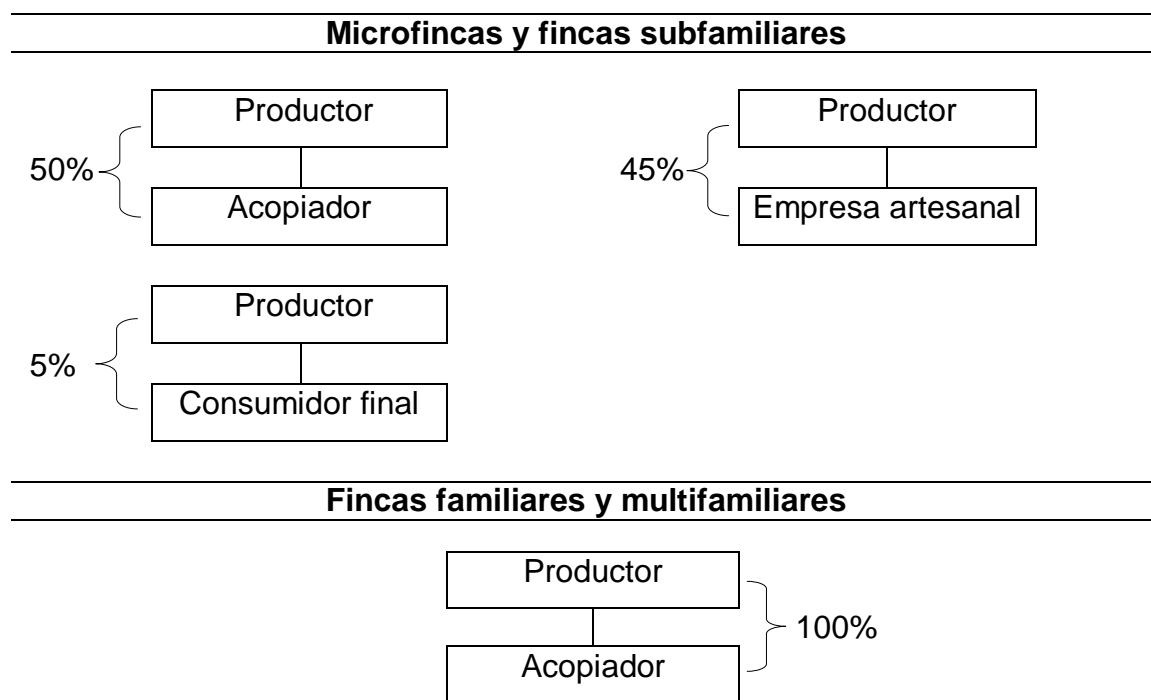 Microfincas y fincas subfamiliares
Productor
50%
Acopiador
Productor
45%
Empresa artesanal
Productor
5%
Consumidor final
Fincas familiares y multifamiliares
Productor
100%
Acopiador